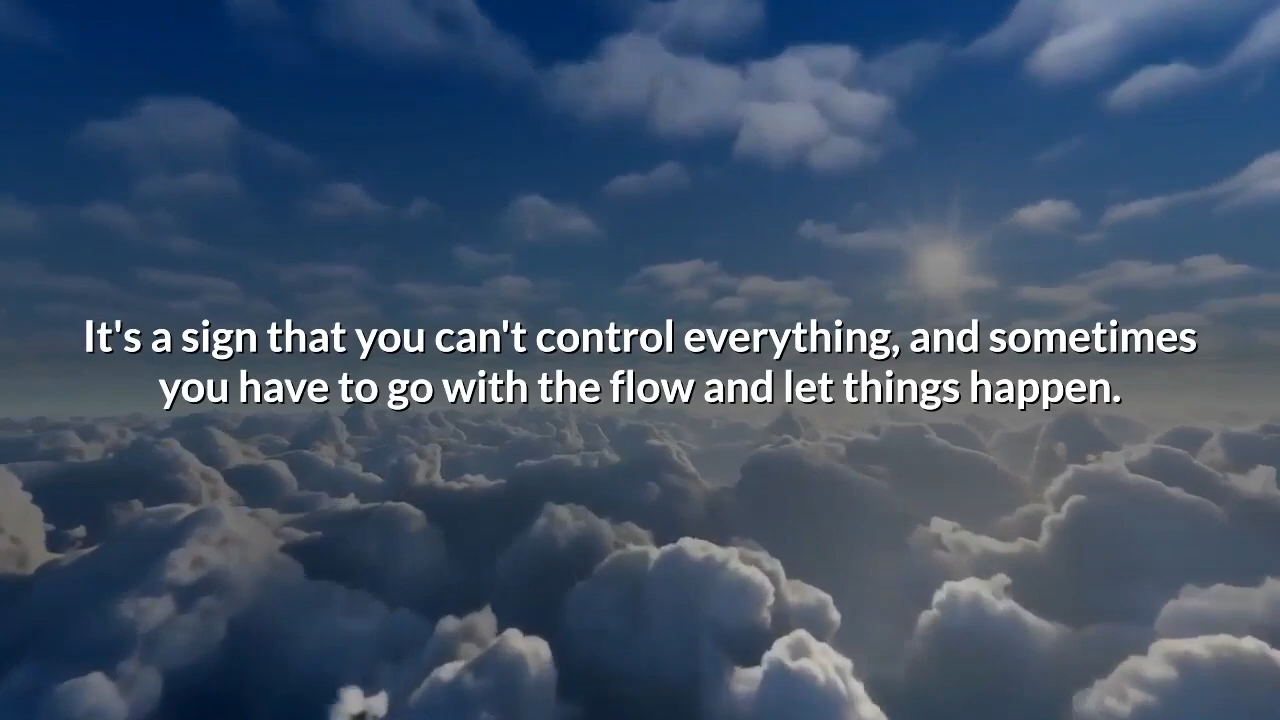 It's a sign that you can't control everything, and sometimes
you have to go with the flow and let things happen.